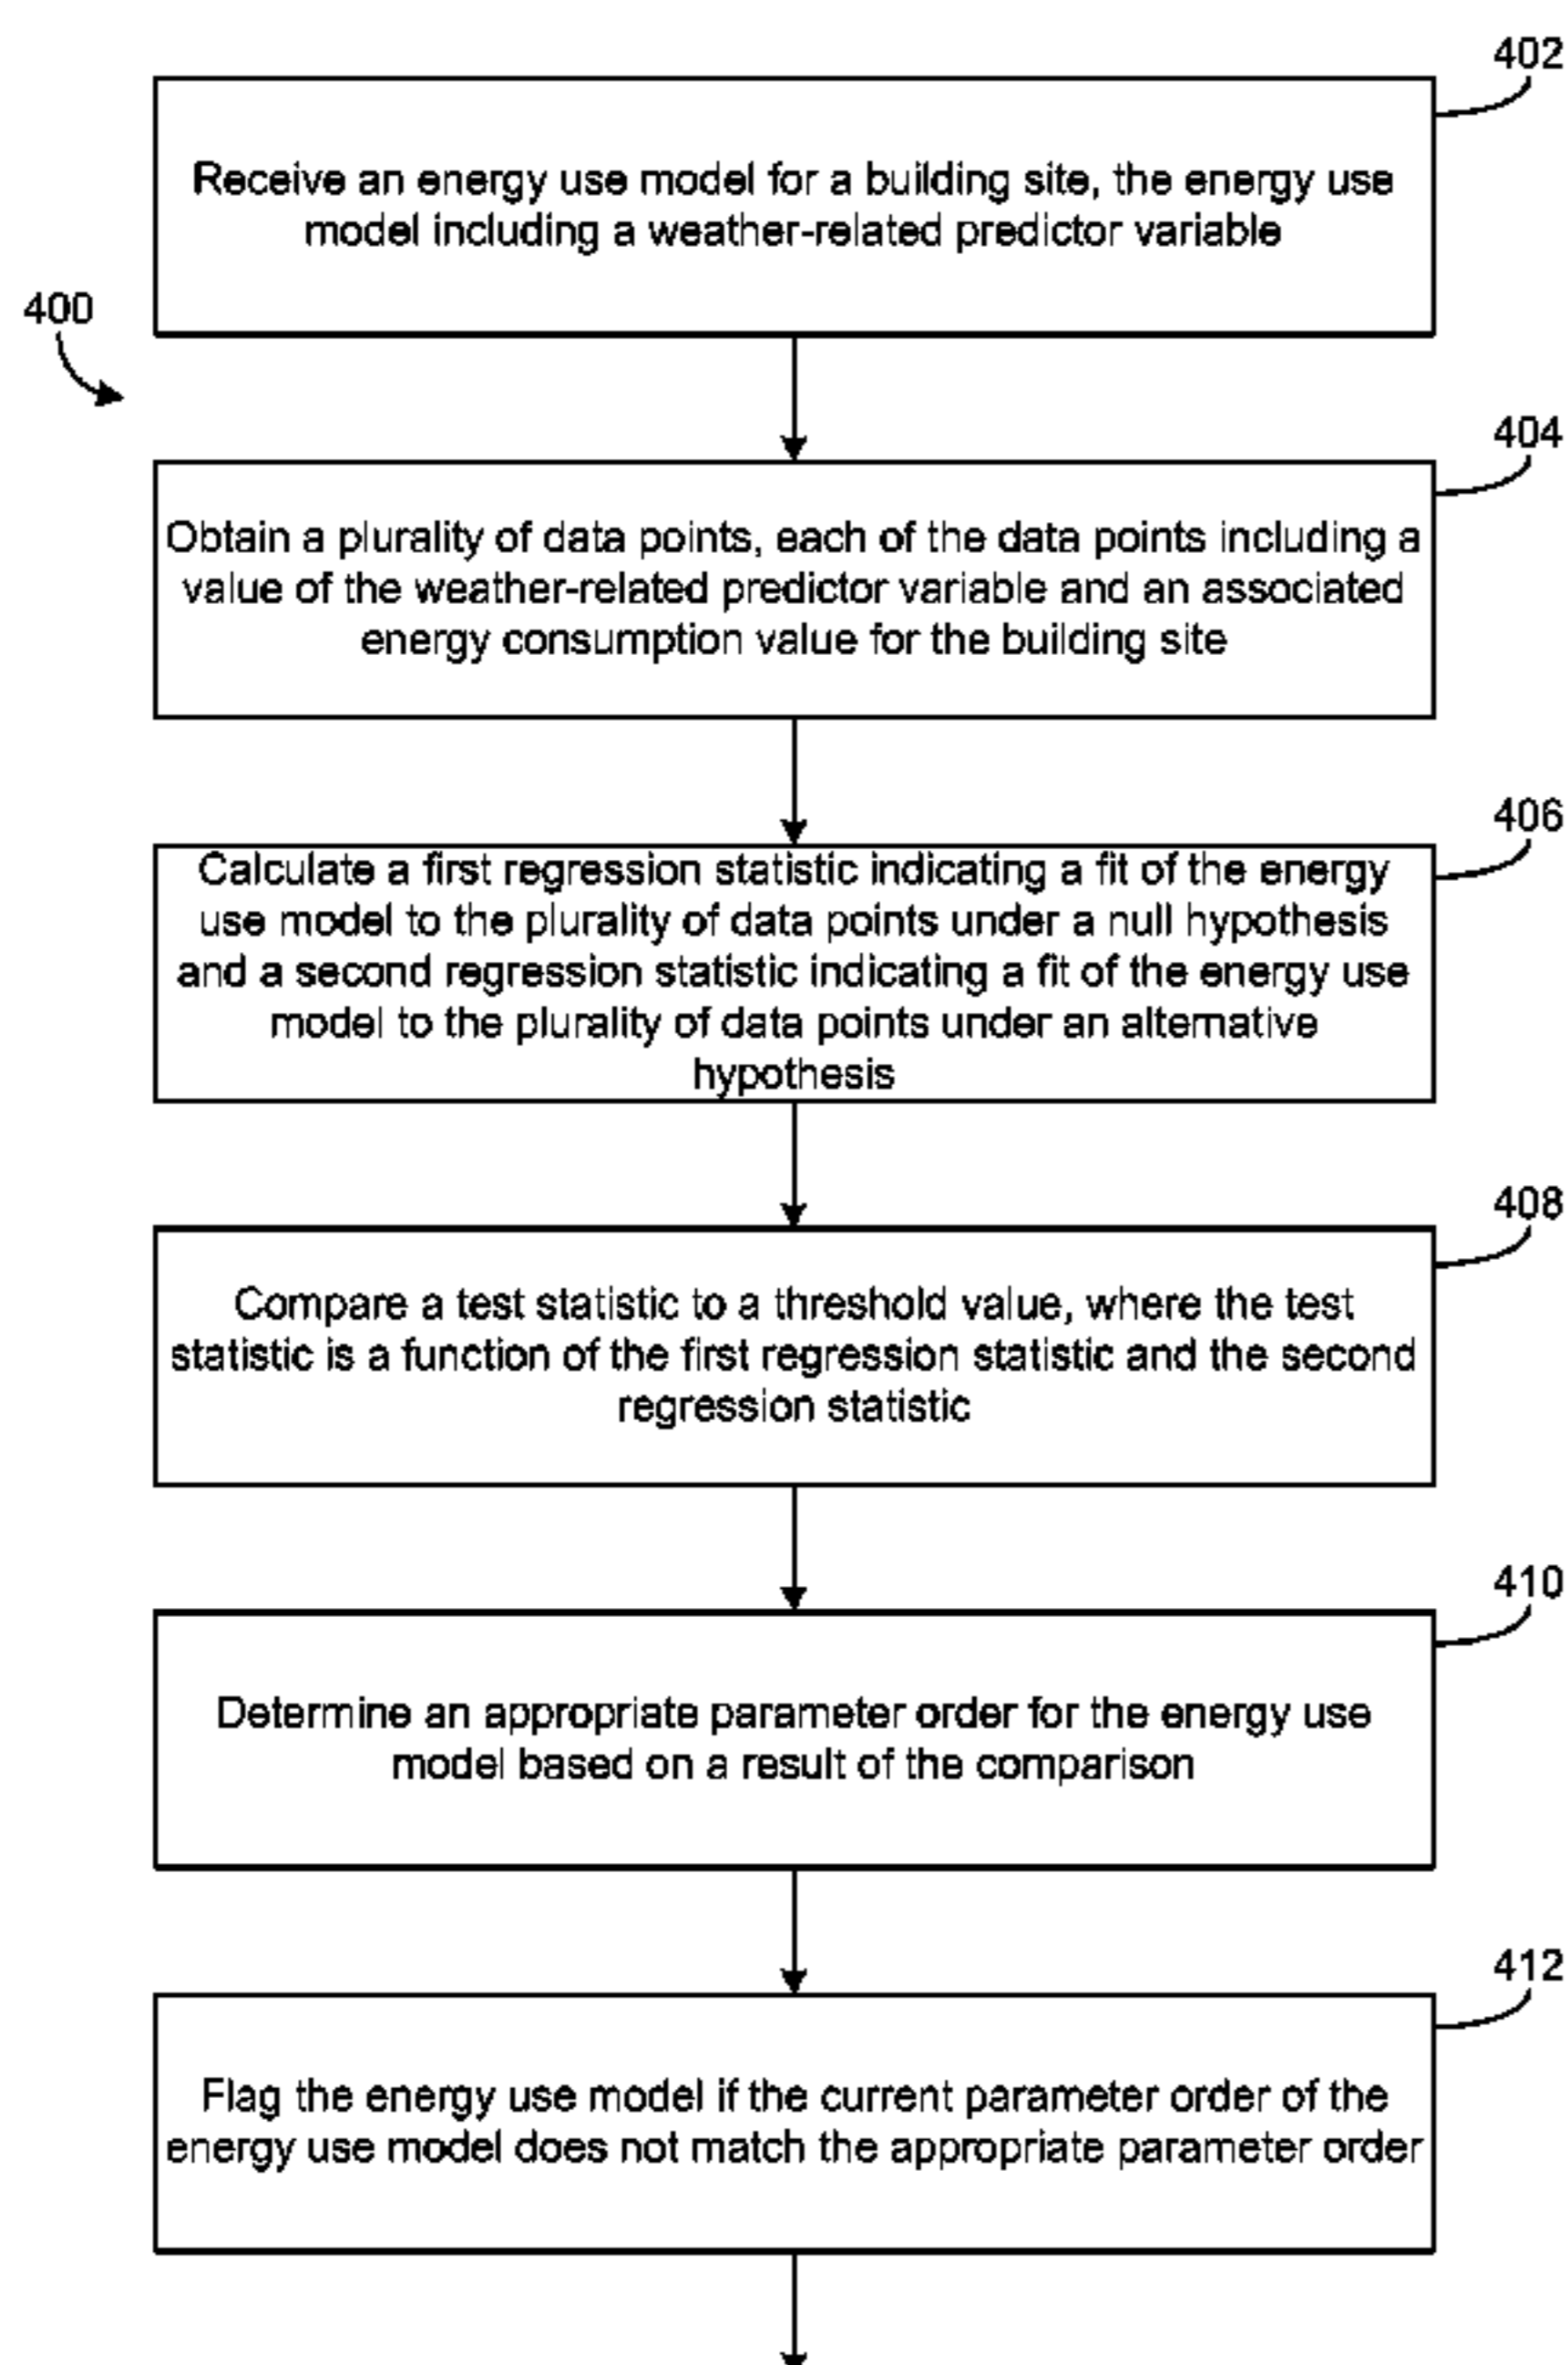 402
Receive an energy use model for a building site, the energy use
model including a weather-related predictor variable
400
404
Obtain a plurality of data points, each of the data points including a
value of the weather-related predictor variable and an associated
energy consumption value for the building site
406
Calculate a first regression statistic indicating a fit of the energy
use model to the plurality of data points under a null hypothesis
and a second regression statistic indicating a fit of the energy use
model to the plurality of data points under an alternative
hypothesis
408
Compare a test statistic to a threshold value, where the test
statistic is a function of the first regression statistic and the second
regression statistic
410
Determine an appropriate parameter order for the energy use
model based on a result of the comparison
412
Flag the energy use model if the current parameter order of the
energy use model does not match the appropriate parameter order